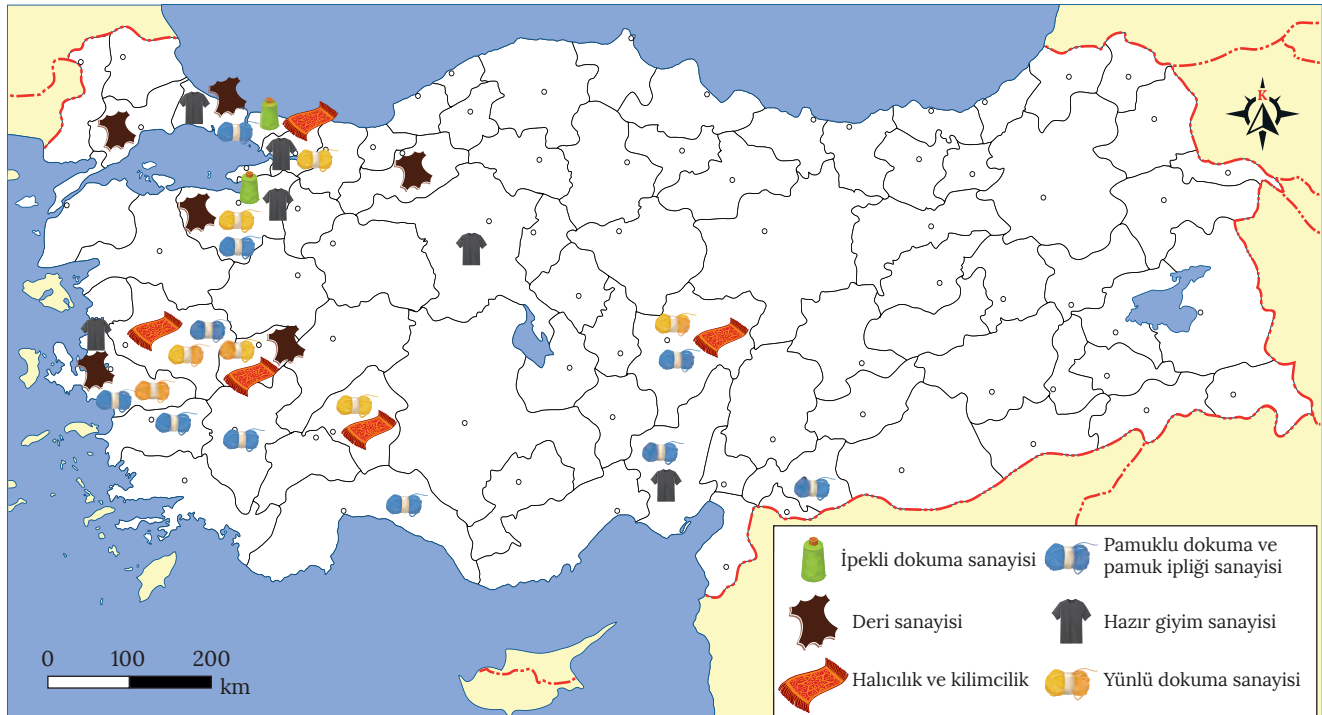 K
İpekli dokuma sanayisi
Pamuklu dokuma ve
pamuk ipliği sanayisi
Deri sanayisi
Hazır giyim sanayisi
Halıcılık ve kilimcilik
Yünlü dokuma sanayisi
0 100 200
km